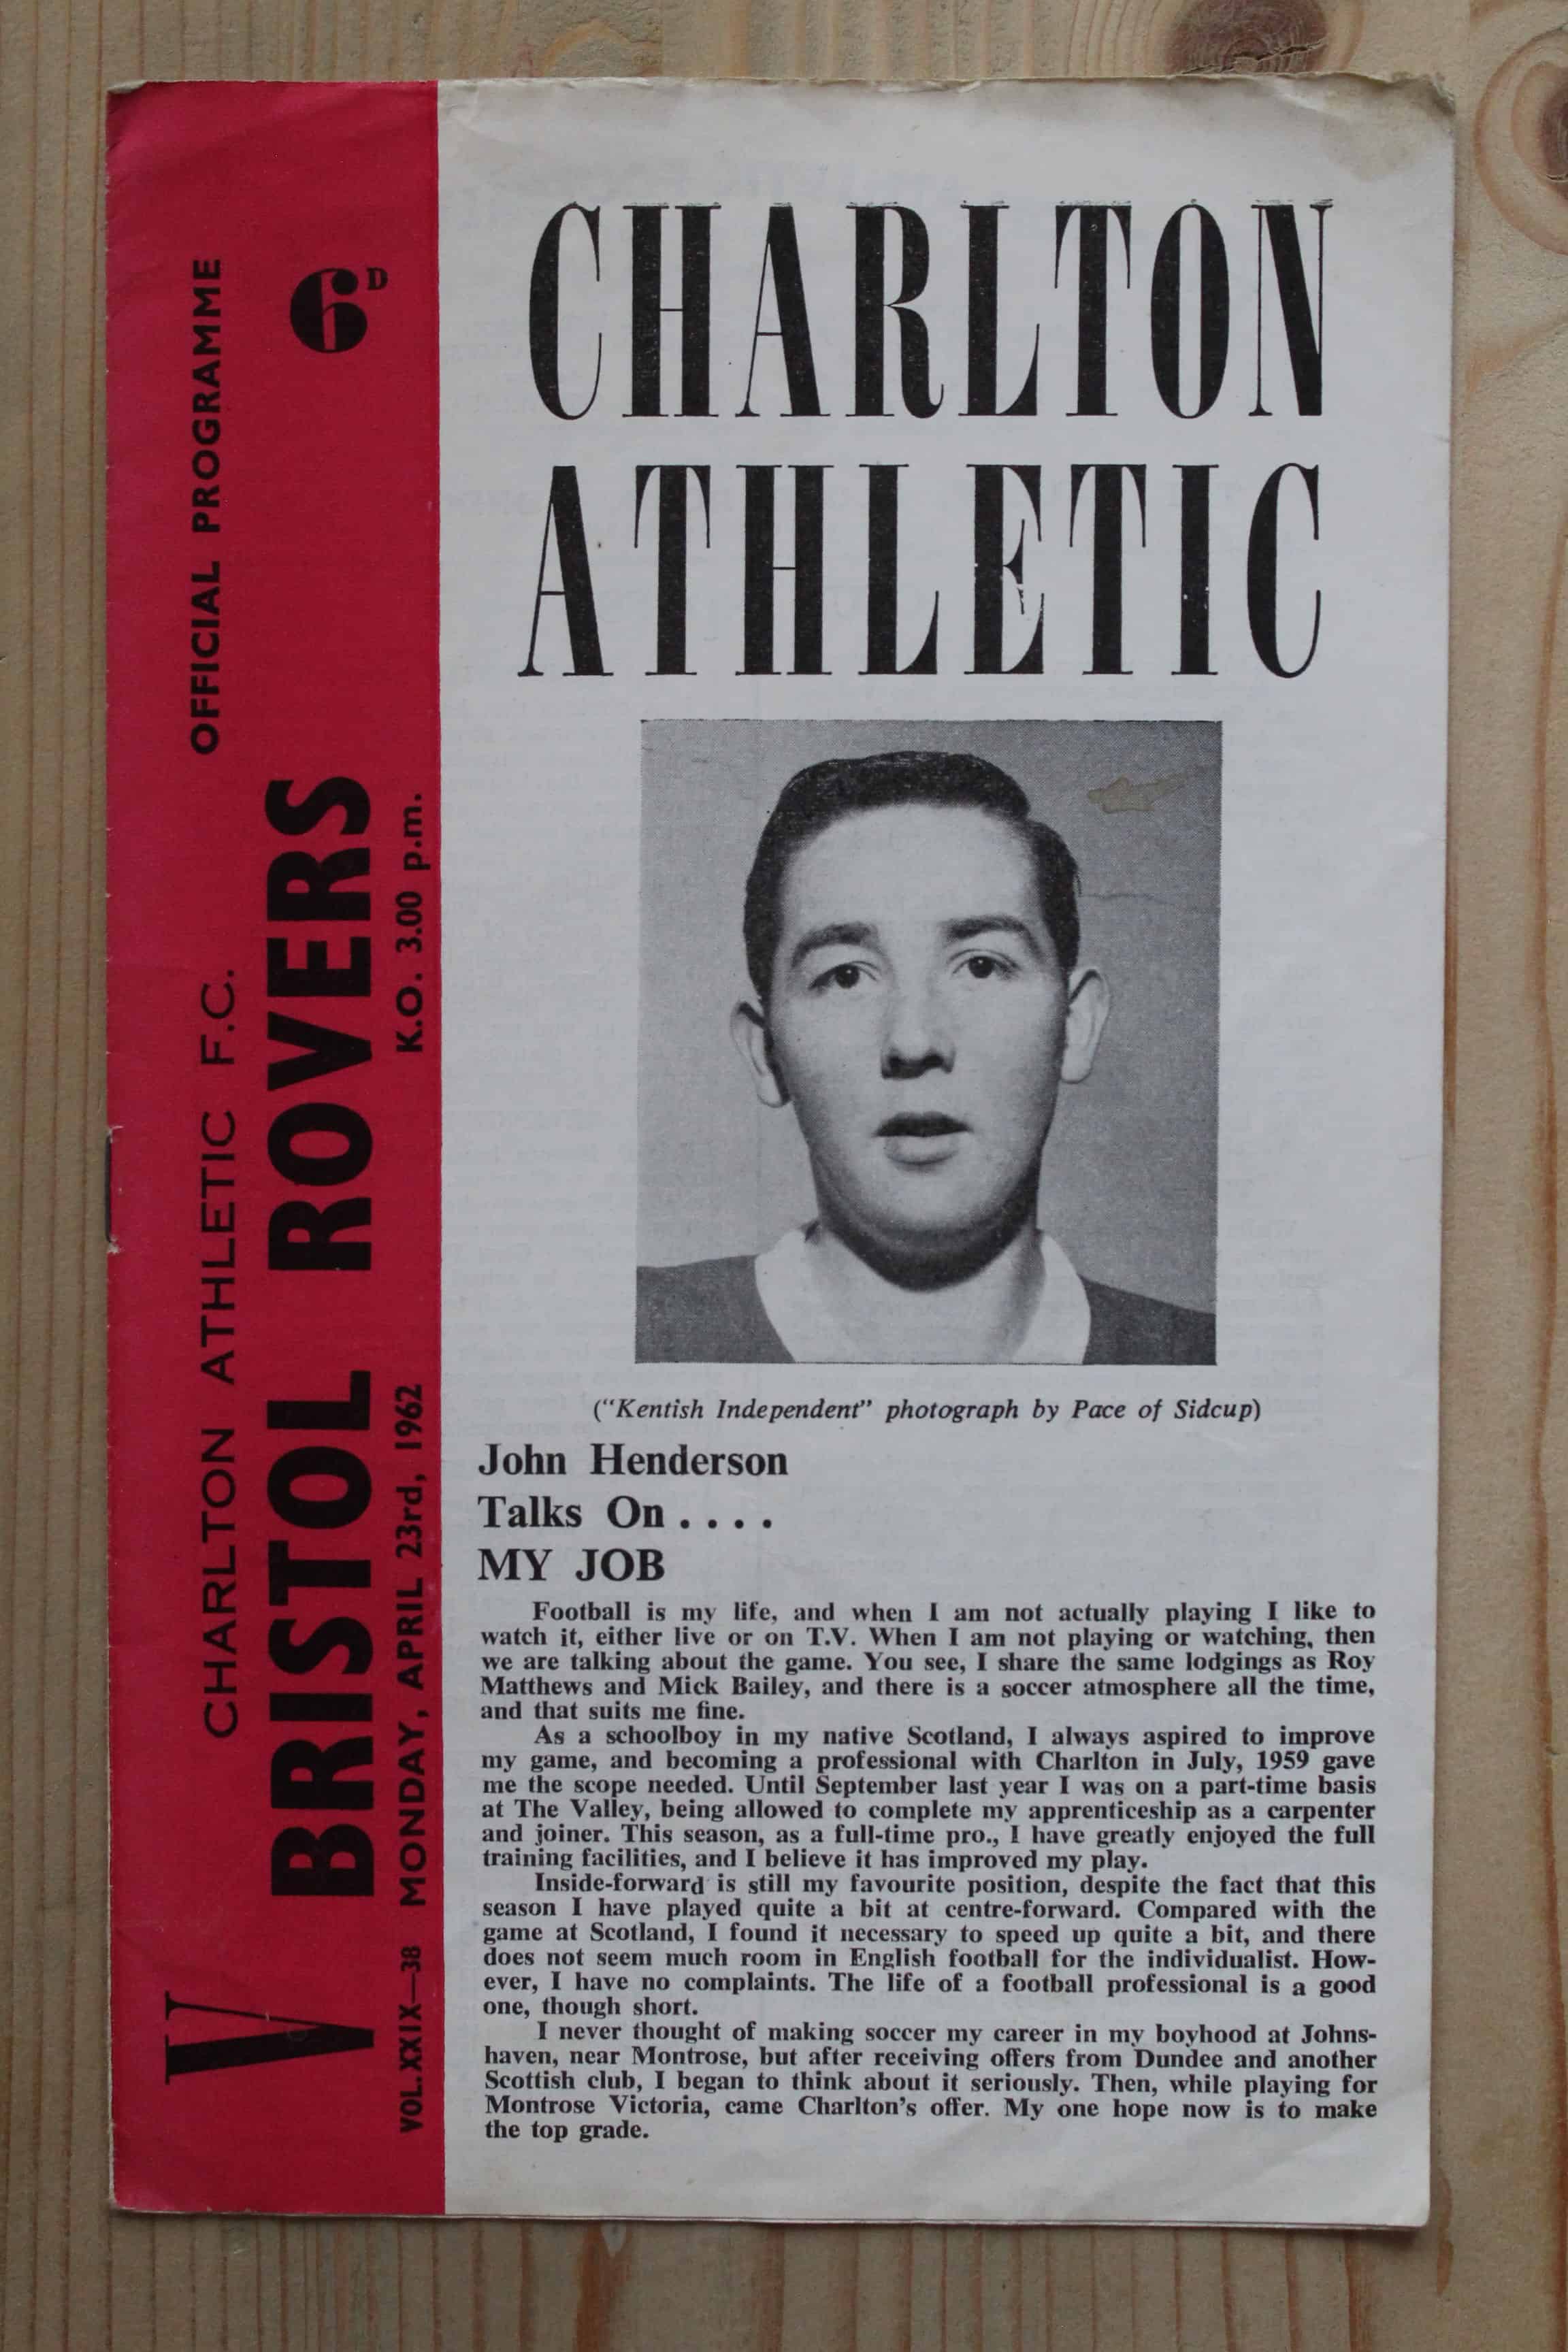 CHARLTON ATHLETIC F.C.
OFFICIAL PROGRAMME
V BRISTOL ROVERS
6D
VOL.XXIX—38 MONDAY, APRIL 23rd, 1962
K.O. 3.00 p.m.
CHARLTON
ATHLETIC
("Kentish Independent" photograph by Pace of Sidcup)
John Henderson
Talks On . . . .
MY JOB
Football is my life, and when I am not actually playing I like to
watch it, either live or on T.V. When I am not playing or watching, then
we are talking about the game. You see, I share the same lodgings as Roy
Matthews and Mick Bailey, and there is a soccer atmosphere all the time,
and that suits me fine.
As a schoolboy in my native Scotland, I always aspired to improve
my game, and becoming a professional with Charlton in July, 1959 gave
me the scope needed. Until September last year I was on a part-time basis
at The Valley, being allowed to complete my apprenticeship as a carpenter
and joiner. This season, as a full-time pro., I have greatly enjoyed the full
training facilities, and I believe it has improved my play.
Inside-forward is still my favourite position, despite the fact that this
season I have played quite a bit at centre-forward. Compared with the
game at Scotland, I found it necessary to speed up quite a bit, and there
does not seem much room in English football for the individualist. How-
ever, I have no complaints. The life of a football professional is a good
one, though short.
I never thought of making soccer my career in my boyhood at Johns-
haven, near Montrose, but after receiving offers from Dundee and another
Scottish club, I began to think about it seriously. Then, while playing for
Montrose Victoria, came Charlton's offer. My one hope now is to make
the top grade.